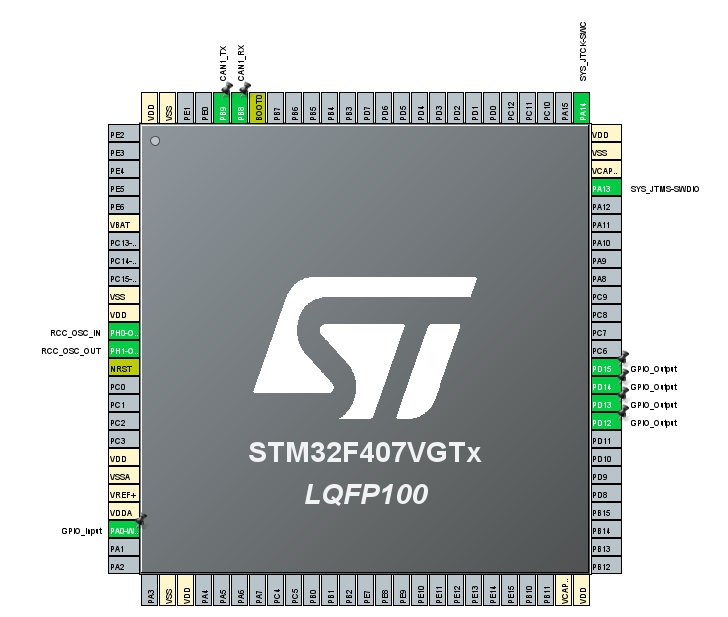 CAN1_TX
CAN1_RX
SYS_JTCK-SWC
VDD
VSS
PE1
PE0
PB9
PB8
BOOT0
PB7
PB6
PB5
PB4
PB3
PD7
PD6
PD5
PD4
PD3
PD2
PD1
PD0
PC12
PC11
PC10
PA15
PA14
PE2
PE3
PE4
PE5
PE6
VBAT
PC13-..
PC14-..
PC15-..
VSS
VDD
RCC_OSC_IN PH0-O..
RCC_OSC_OUT PH1-O..
NRST
PC0
PC1
PC2
PC3
VDD
VSSA
VREF+
VDDA
GPIO_Input PA0-W..
PA1
PA2
ST
STM32F407VGTx
LQFP100
VDD
VSS
VCAP..
PA13 SYS_JTMS-SWDIO
PA12
PA11
PA10
PA9
PA8
PC9
PC8
PC7
PC6
PD15 GPIO_Output
PD14 GPIO_Output
PD13 GPIO_Output
PD12 GPIO_Output
PD11
PD10
PD9
PD8
PB15
PB14
PB13
PB12
PA3
VSS
VDD
PA4
PA5
PA6
PA7
PC4
PC5
PB0
PB1
PB2
PE7
PE8
PE9
PE10
PE11
PE12
PE13
PE14
PE15
PB10
PB11
VCAP..
VDD